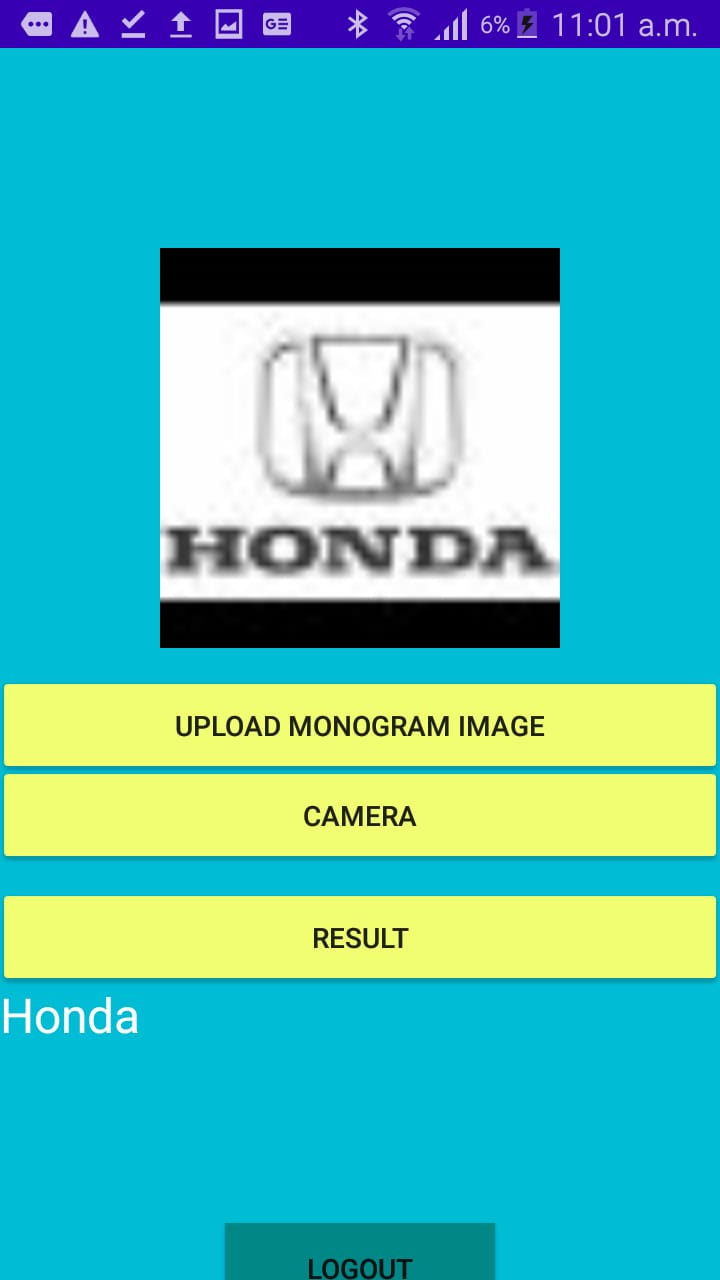 6% 11:01 a.m.
HONDA
UPLOAD MONOGRAM IMAGE
CAMERA
RESULT
Honda
LOGOUT